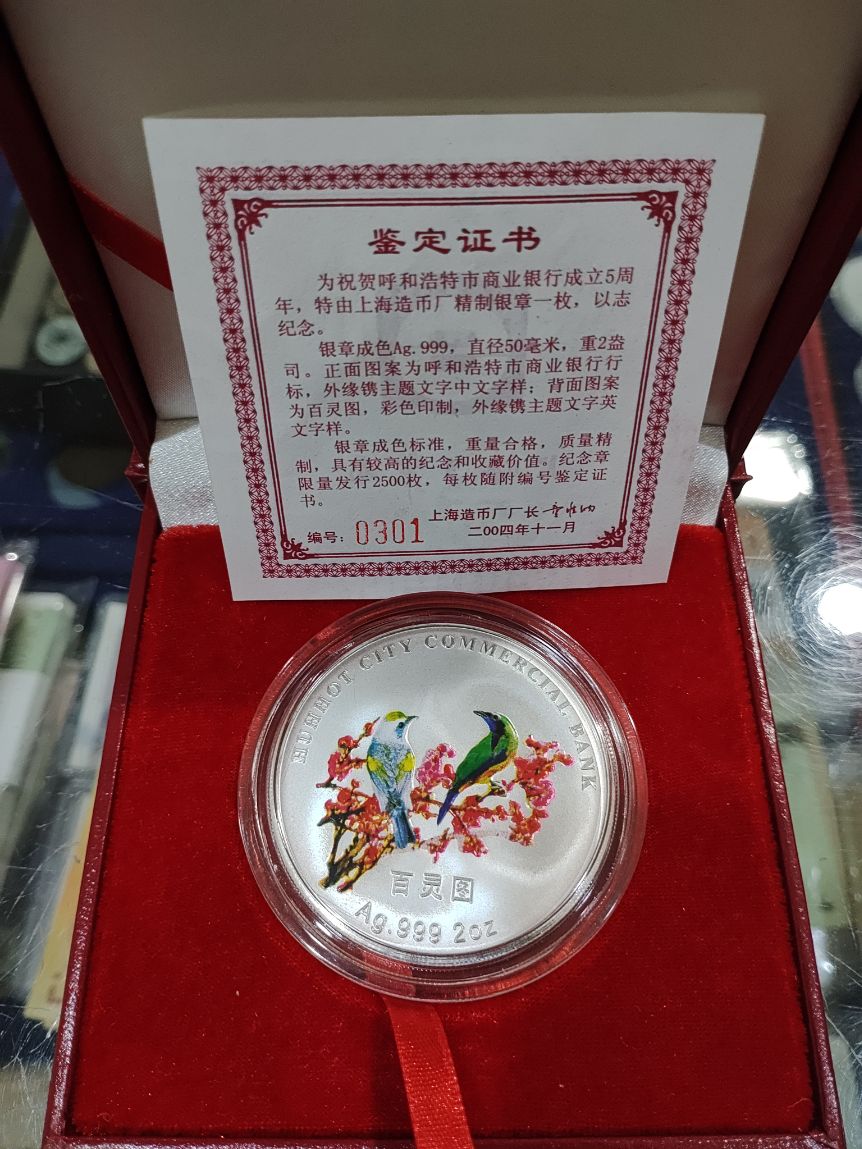 鉴定证书
为祝贺呼和浩特市商业银行成立5周
年，特由上海造币厂精制银章一枚，以志
纪念。
银章成色Ag.999，直径50毫米，重2盎
司。正面图案为呼和浩特市商业银行行
标，外缘镌主题文字中文字样；背面图案
为百灵图，彩色印制，外缘镌主题文字英
文字样。
银章成色标准，重量合格，质量精
制，具有较高的纪念和收藏价值。纪念章
限量发行2500枚，每枚随附编号鉴定证
书。
上海造币厂厂长
编号：0301 二00四年十一月
HUHHOT CITY COMMERCIAL BANK
百灵图
Ag.999 2oz